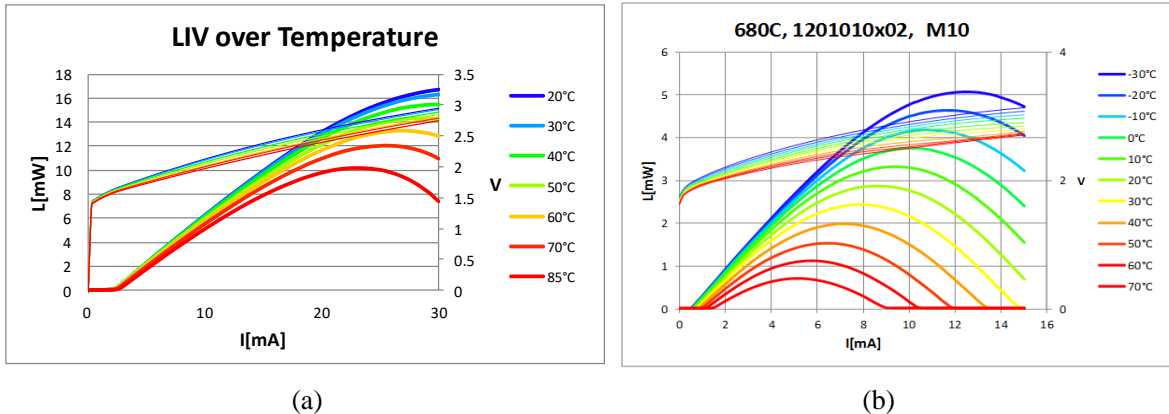 LIV over Temperature
L[mW]
18
16
14
12
10
8
6
4
2
0
3.5
3
2.5
2
1.5
1
0.5
0
V
0
10
20
30
I[mA]
20°C
30°C
40°C
50°C
60°C
70°C
85°C
(a)
680C, 1201010x02, M10
L[mW]
6
5
4
3
2
1
0
4
2
0
V
0
2
4
6
8
10
12
14
16
I[mA]
-30°C
-20°C
-10°C
0°C
10°C
20°C
30°C
40°C
50°C
60°C
70°C
(b)